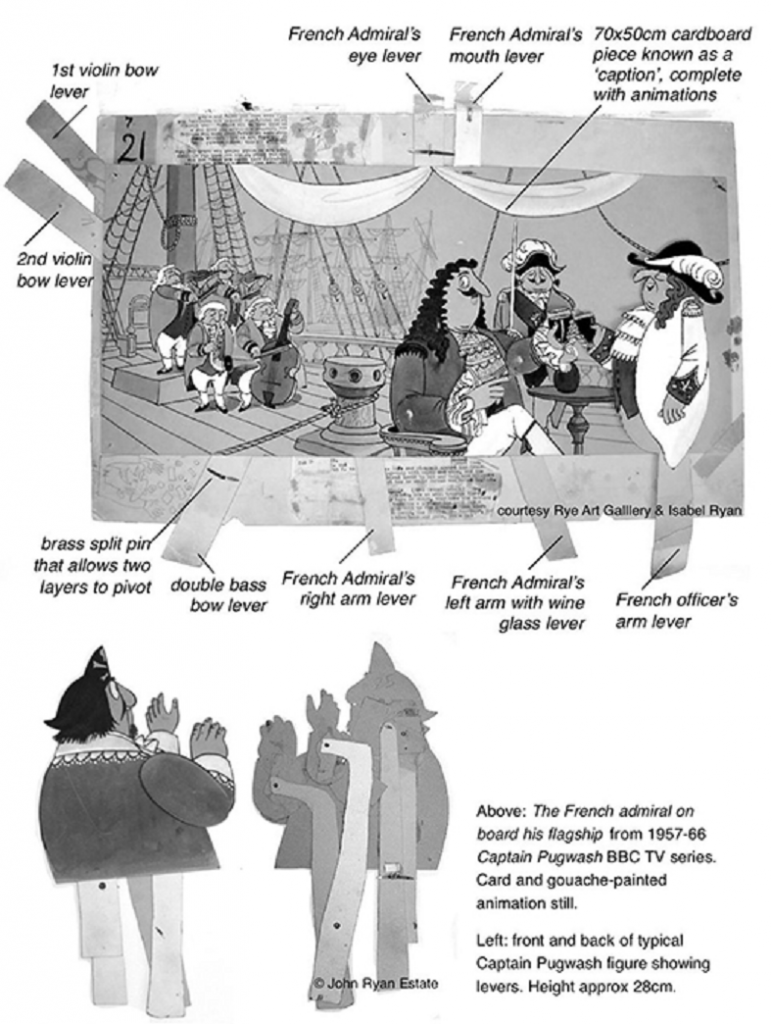 French Admiral's
eye lever
French Admiral's
mouth lever
70x50cm cardboard
piece known as a
'caption', complete
with animations
1st violin bow
lever
7
21
2nd violin
bow lever
courtesy Rye Art Galllery & Isabel Ryan
brass split pin
that allows two
layers to pivot
double bass
bow lever
French Admiral's
right arm lever
French Admiral's
left arm with wine
glass lever
French officer's
arm lever
Above: The French admiral on
board his flagship from 1957-66
Captain Pugwash BBC TV series.
Card and gouache-painted
animation still.
Left: front and back of typical
Captain Pugwash figure showing
levers. Height approx 28cm.
© John Ryan Estate